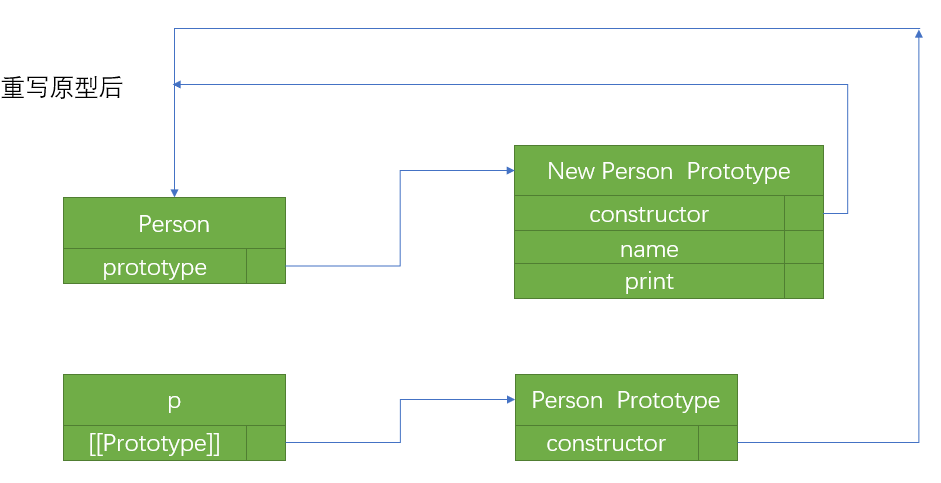 重写原型后
Person
prototype
New Person Prototype
constructor
name
print
p
[[Prototype]]
Person Prototype
constructor